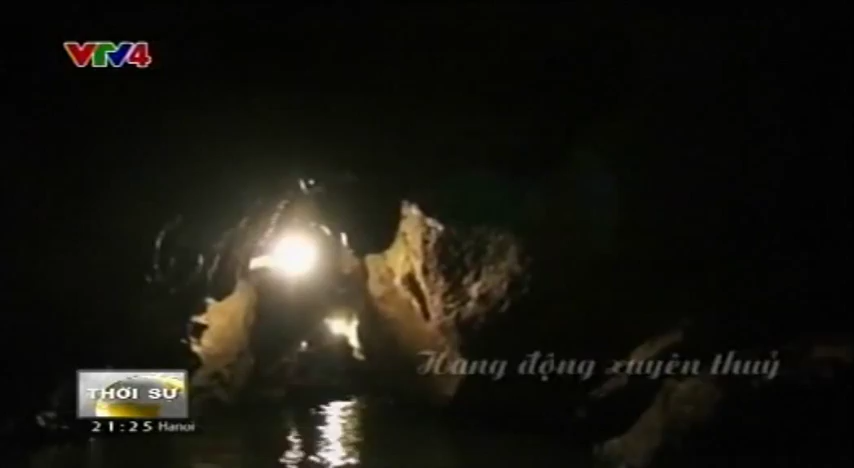 VTV4
Hang động xuyên thuỷ
THỜI SỰ
21:25 Hanoi